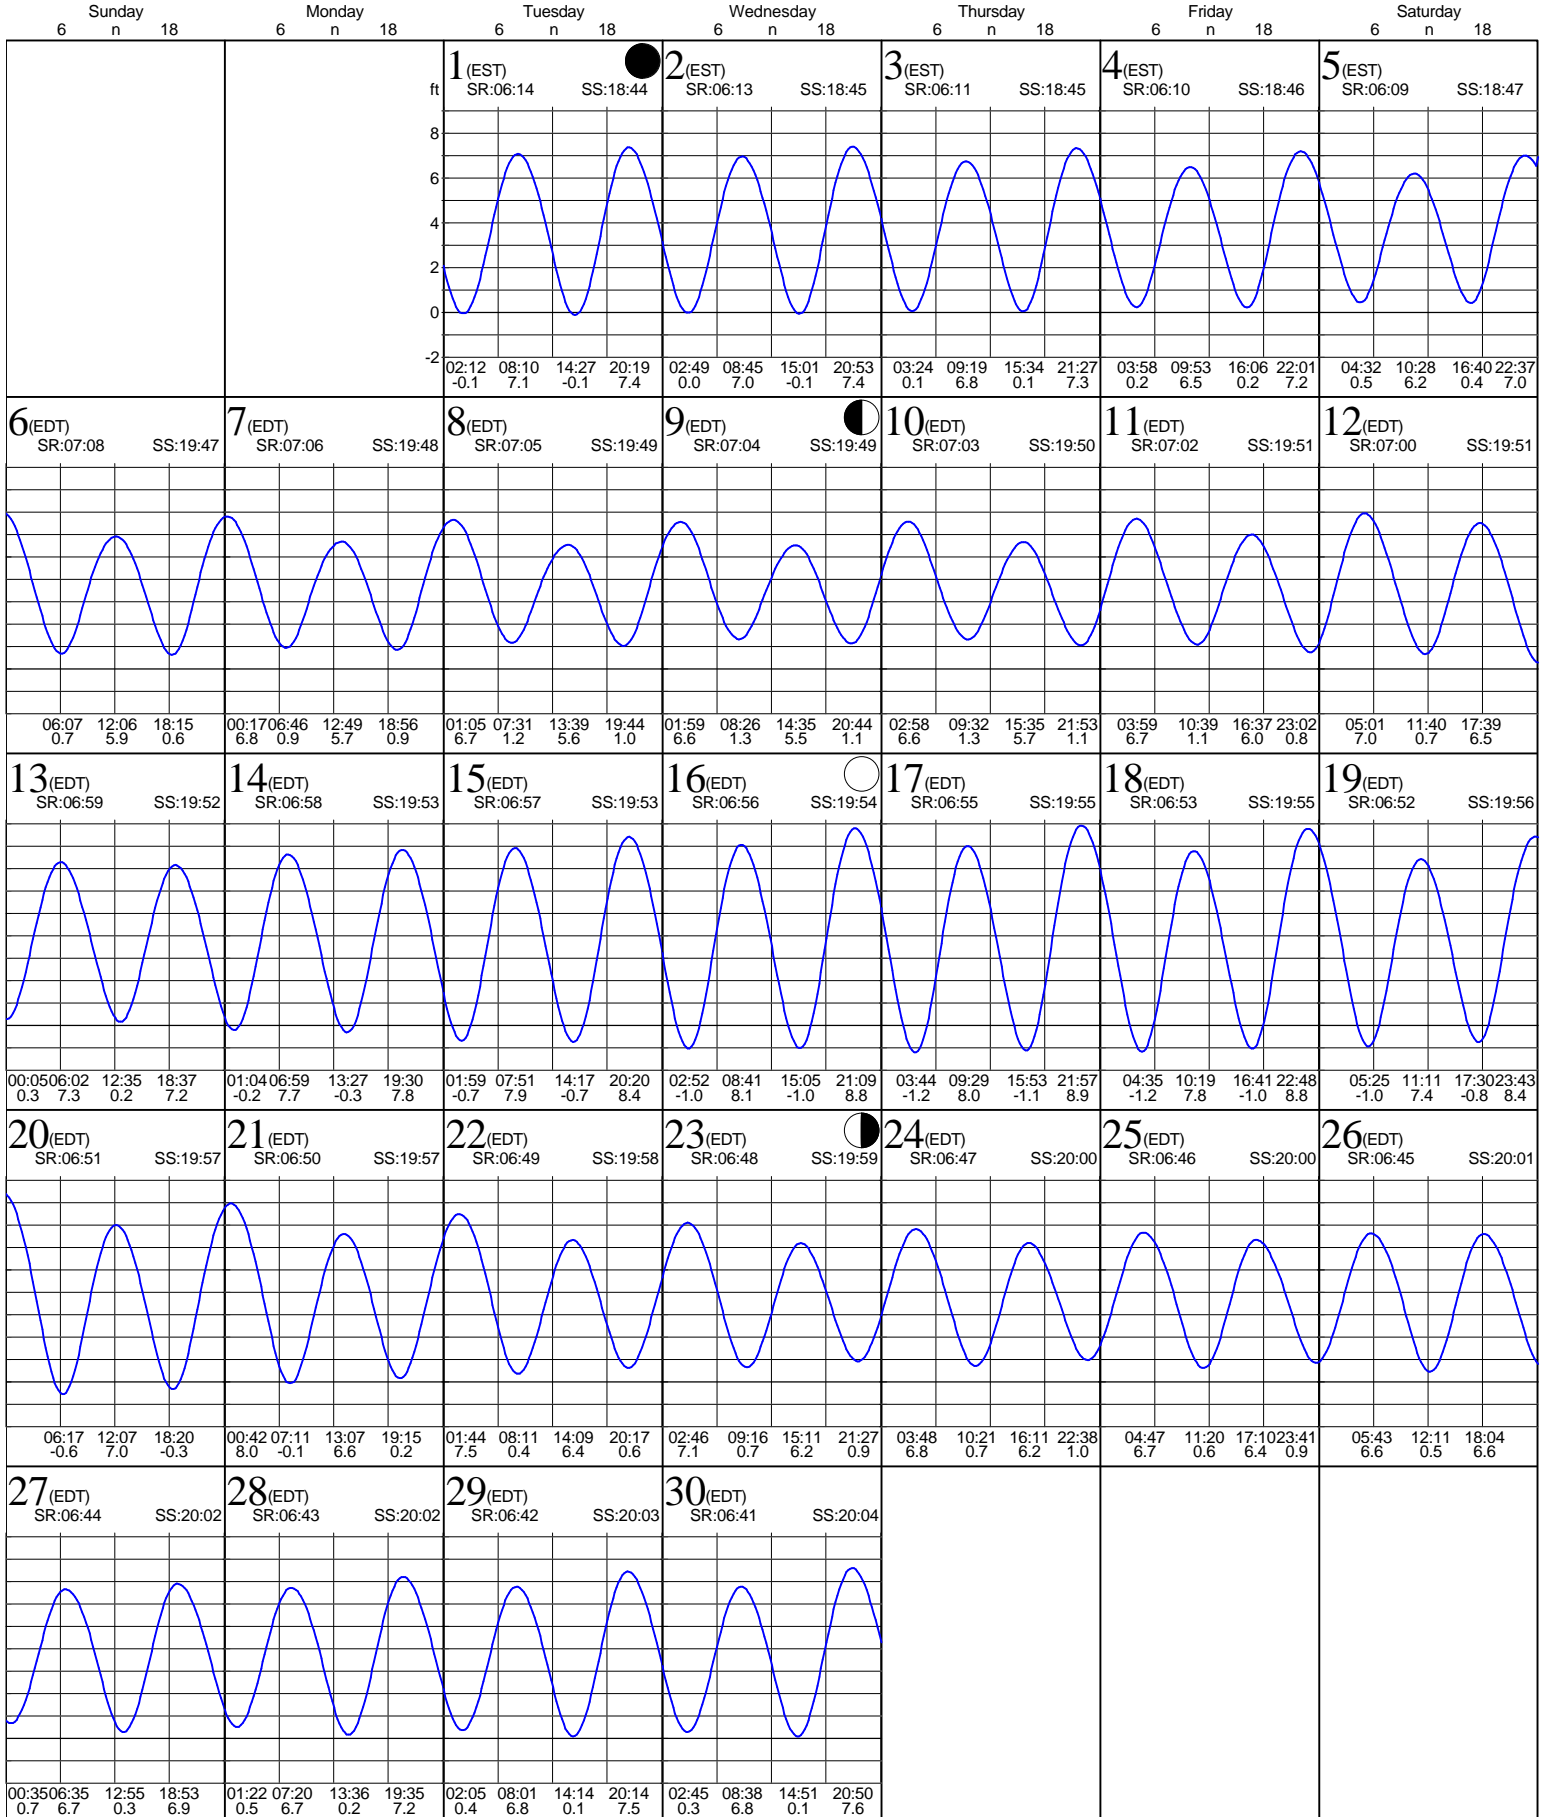 Sunday Monday Tuesday Wednesday Thursday Friday Saturday
6 n 18 6 n 18 6 n 18 6 n 18 6 n 18 6 n 18 6 n 18
1(EST) 2(EST) 3(EST) 4(EST) 5(EST)
ft SR:06:14 SS:18:44 SR:06:13 SS:18:45 SR:06:11 SS:18:45 SR:06:10 SS:18:46 SR:06:09 SS:18:47
8
6
4
2
0
-2
02:12 08:10 14:27 20:19 02:49 08:45 15:01 20:53 03:24 09:19 15:34 21:27 03:58 09:53 16:06 22:01 04:32 10:28 16:40 22:37
-0.1 7.1 -0.1 7.4 0.0 7.0 -0.1 7.4 0.1 6.8 0.1 7.3 0.2 6.5 0.2 7.2 0.5 6.2 0.4 7.0
6(EDT) 7(EDT) 8(EDT) 9(EDT) 10(EDT) 11(EDT) 12(EDT)
SR:07:08 SS:19:47 SR:07:06 SS:19:48 SR:07:05 SS:19:49 SR:07:04 SS:19:49 SR:07:03 SS:19:50 SR:07:02 SS:19:51 SR:07:00 SS:19:51
06:07 12:06 18:15 00:17 06:46 12:49 18:56 01:05 07:31 13:39 19:44 01:59 08:26 14:35 20:44 02:58 09:32 15:35 21:53 03:59 10:39 16:37 23:02 05:01 11:40 17:39
0.7 5.9 0.6 6.8 0.9 5.7 0.9 6.7 1.2 5.6 1.0 6.6 1.3 5.5 1.1 6.6 1.3 5.7 1.1 6.7 1.1 6.0 0.8 7.0 0.7 6.5
13(EDT) 14(EDT) 15(EDT) 16(EDT) 17(EDT) 18(EDT) 19(EDT)
SR:06:59 SS:19:52 SR:06:58 SS:19:53 SR:06:57 SS:19:53 SR:06:56 SS:19:54 SR:06:55 SS:19:55 SR:06:53 SS:19:55 SR:06:52 SS:19:56
00:05 06:02 12:35 18:37 01:04 06:59 13:27 19:30 01:59 07:51 14:17 20:20 02:52 08:41 15:05 21:09 03:44 09:29 15:53 21:57 04:35 10:19 16:41 22:48 05:25 11:11 17:30 23:43
0.3 7.3 0.2 7.2 -0.2 7.7 -0.3 7.8 -0.7 7.9 -0.7 8.4 -1.0 8.1 -1.0 8.8 -1.2 8.0 -1.1 8.9 -1.2 7.8 -1.0 8.8 -1.0 7.4 -0.8 8.4
20(EDT) 21(EDT) 22(EDT) 23(EDT) 24(EDT) 25(EDT) 26(EDT)
SR:06:51 SS:19:57 SR:06:50 SS:19:57 SR:06:49 SS:19:58 SR:06:48 SS:19:59 SR:06:47 SS:20:00 SR:06:46 SS:20:00 SR:06:45 SS:20:01
06:17 12:07 18:20 00:42 07:11 13:07 19:15 01:44 08:11 14:09 20:17 02:46 09:16 15:11 21:27 03:48 10:21 16:11 22:38 04:47 11:20 17:10 23:41 05:43 12:11 18:04
-0.6 7.0 -0.3 8.0 -0.1 6.6 0.2 7.5 0.4 6.4 0.6 7.1 0.7 6.2 0.9 6.8 0.7 6.2 1.0 6.7 0.6 6.4 0.9 6.6 0.5 6.6
27(EDT) 28(EDT) 29(EDT) 30(EDT)
SR:06:44 SS:20:02 SR:06:43 SS:20:02 SR:06:42 SS:20:03 SR:06:41 SS:20:04
00:35 06:35 12:55 18:53 01:22 07:20 13:36 19:35 02:05 08:01 14:14 20:14 02:45 08:38 14:51 20:50
0.7 6.7 0.3 6.9 0.5 6.7 0.2 7.2 0.4 6.8 0.1 7.5 0.3 6.8 0.1 7.6